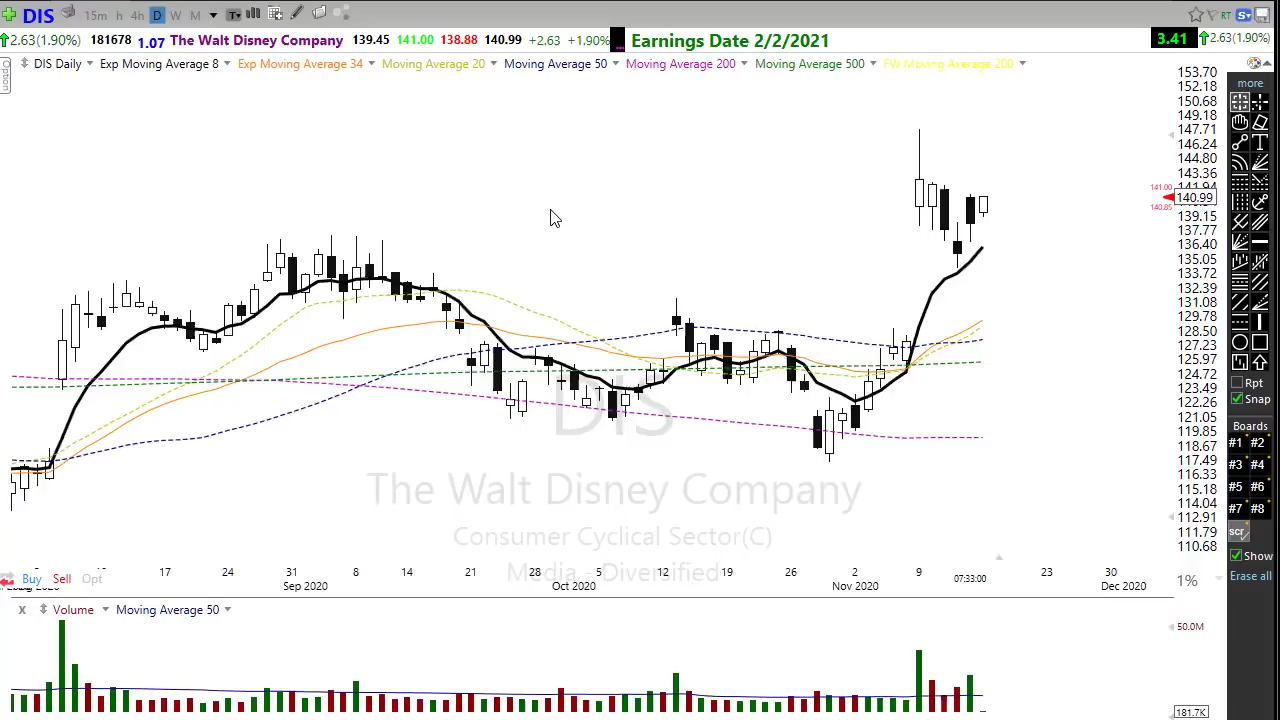 DIS 15m h 4h D W M T RT S
2.63(1.90%) 181678 1.07 The Walt Disney Company 139.45 141.00 138.88 140.99 +2.63 +1.90% Earnings Date 2/2/2021 3.41 2.63(1.90%)
Option
DIS Daily Exp Moving Average 8 Exp Moving Average 34 Moving Average 20 Moving Average 50 Moving Average 200 Moving Average 500 FW Moving Average 200
153.70
152.18
150.68
149.18
147.71
146.24
144.80
143.36
141.94
141.00
140.99
140.85
139.15
137.77
136.40
135.05
133.72
132.39
131.08
129.78
128.50
127.23
125.97
124.72
123.49
122.26
121.05
119.85
118.67
117.49
116.33
115.18
114.04
112.91
111.79
110.68
more
Rpt
Snap
Boards
#1 #2
#3 #4
#5 #6
#7 #8
scr
Show
Erase all
DIS
The Walt Disney Company
Consumer Cyclical Sector(C)
Media - Diversified
17 24 31 8 14 21 28 5 12 19 26 2 9 07:33:00 23 30
Buy Sell Opt
Sep 2020 Oct 2020 Nov 2020 Dec 2020
1%
X Volume Moving Average 50
50.0M
181.7K